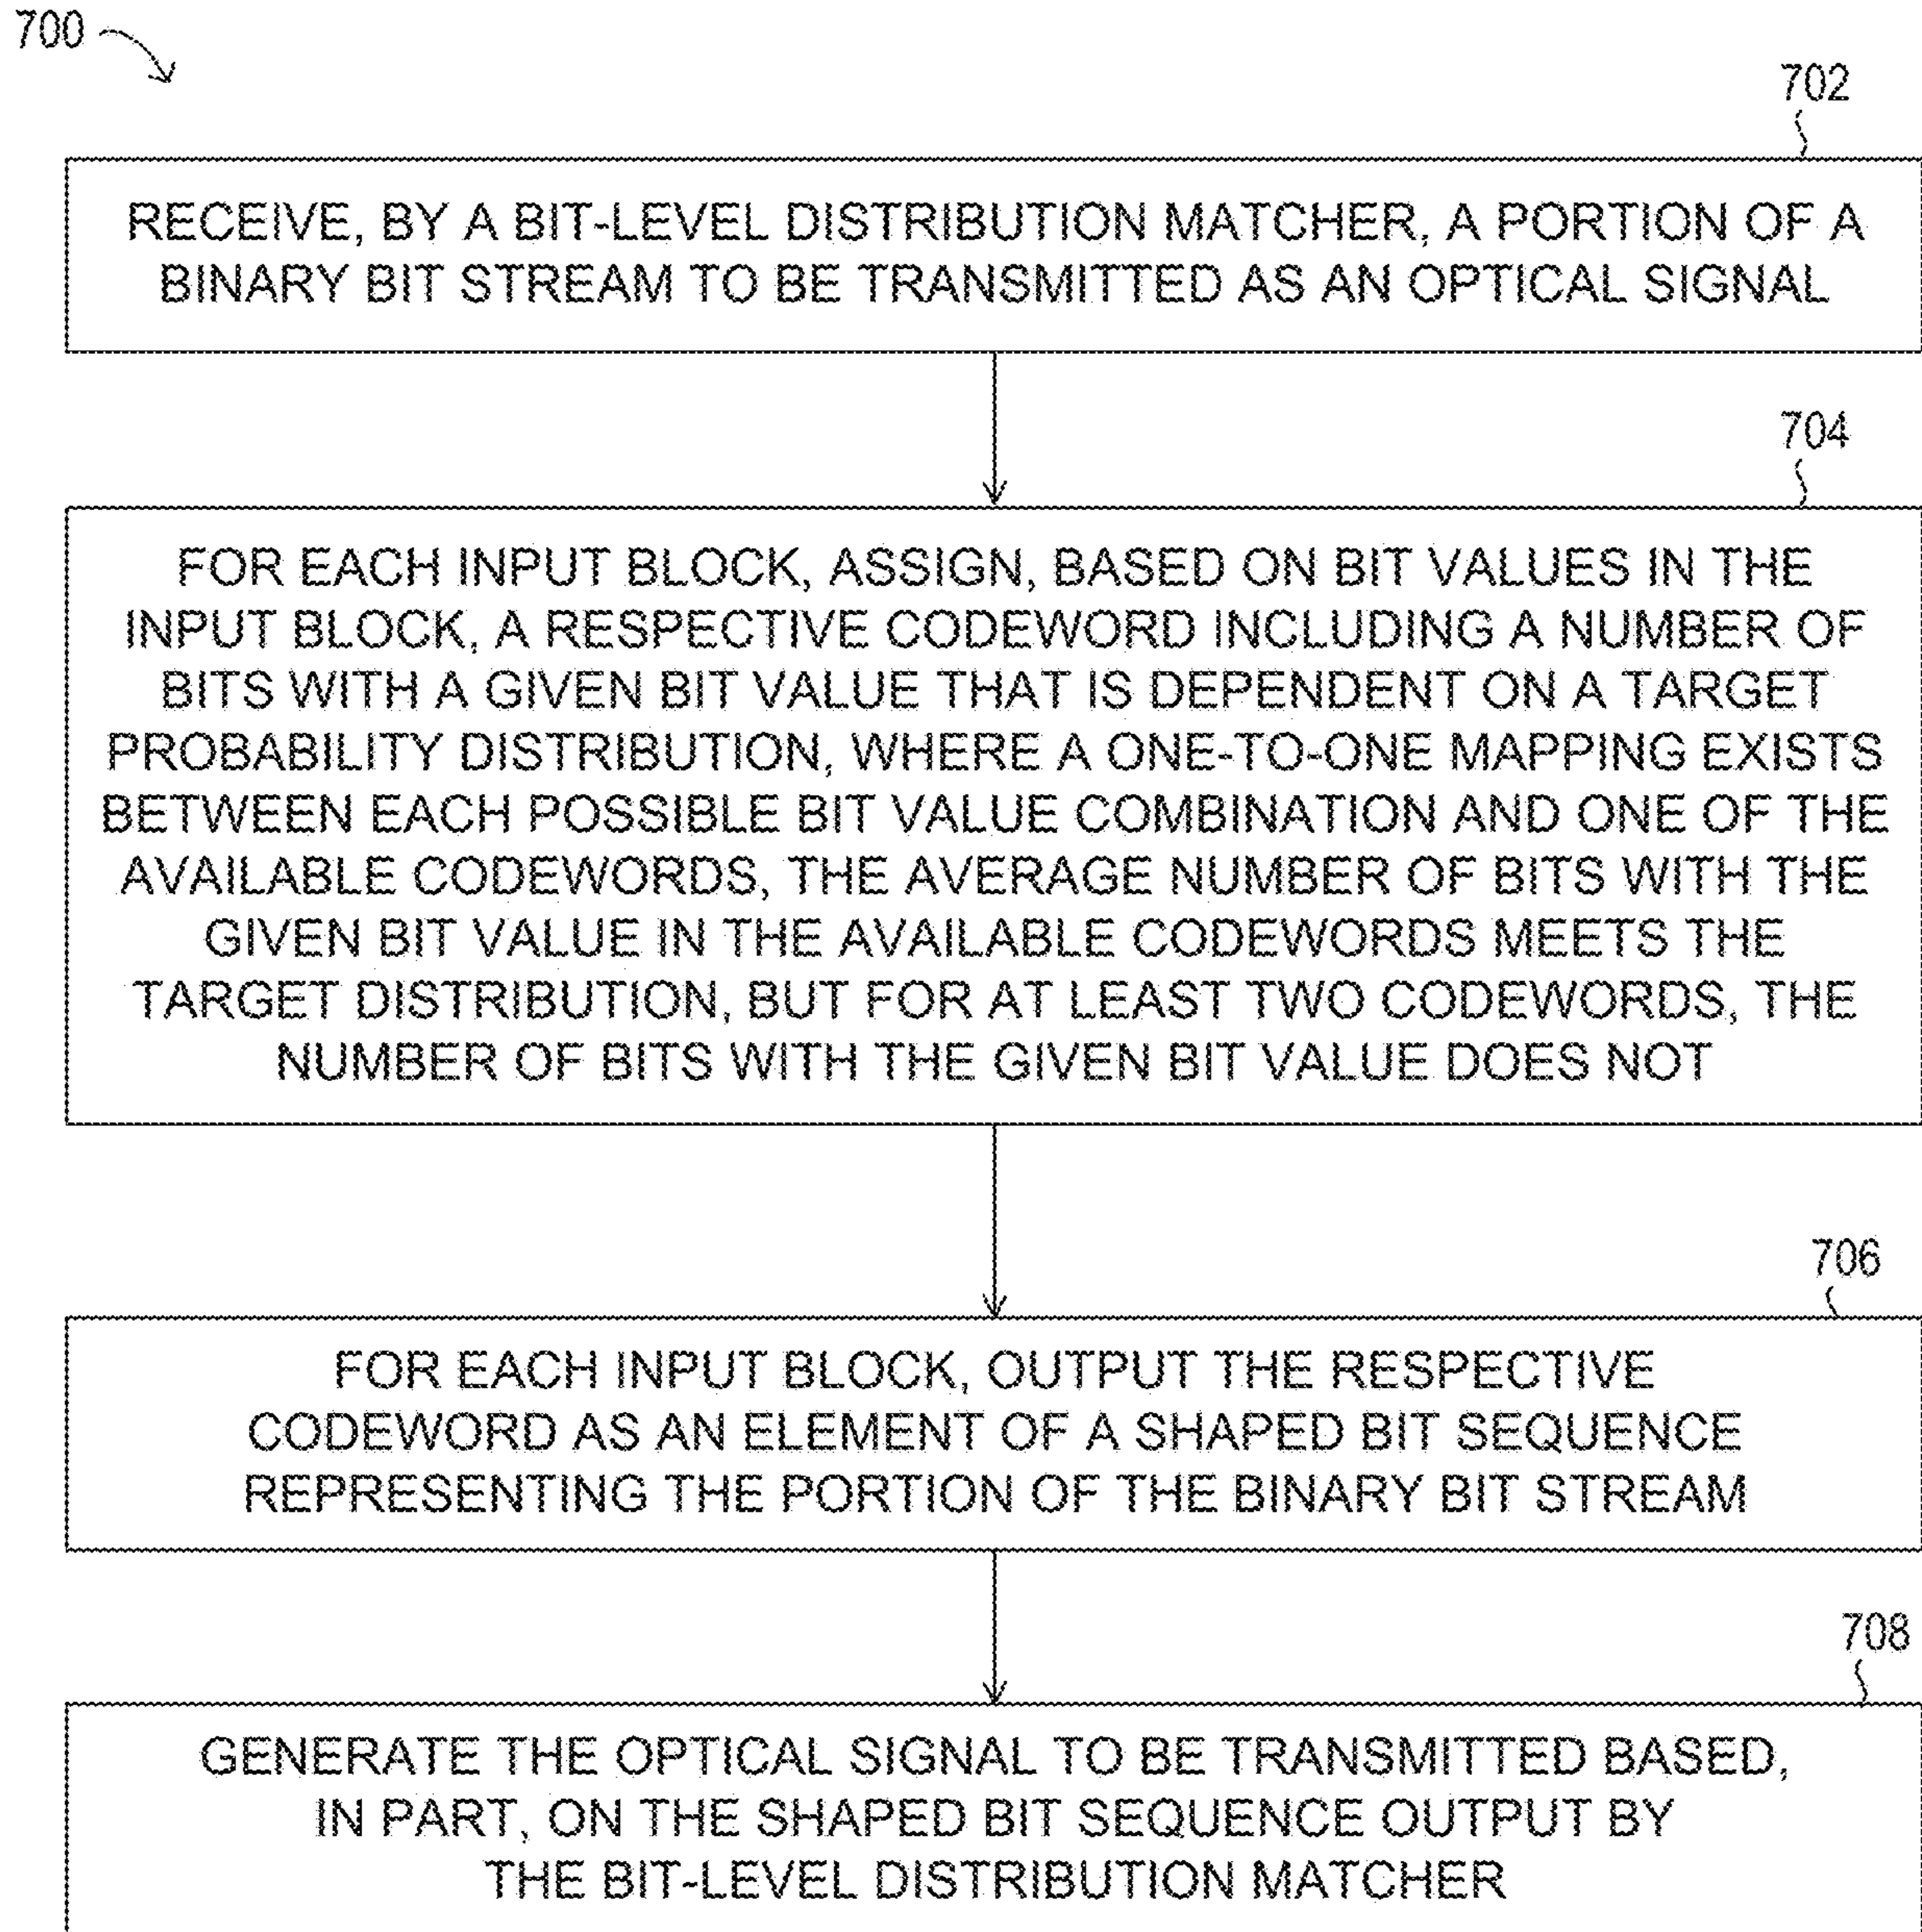 700
702
RECEIVE, BY A BIT-LEVEL DISTRIBUTION MATCHER, A PORTION OF A
BINARY BIT STREAM TO BE TRANSMITTED AS AN OPTICAL SIGNAL
704
FOR EACH INPUT BLOCK, ASSIGN, BASED ON BIT VALUES IN THE
INPUT BLOCK, A RESPECTIVE CODEWORD INCLUDING A NUMBER OF
BITS WITH A GIVEN BIT VALUE THAT IS DEPENDENT ON A TARGET
PROBABILITY DISTRIBUTION, WHERE A ONE-TO-ONE MAPPING EXISTS
BETWEEN EACH POSSIBLE BIT VALUE COMBINATION AND ONE OF THE
AVAILABLE CODEWORDS, THE AVERAGE NUMBER OF BITS WITH THE
GIVEN BIT VALUE IN THE AVAILABLE CODEWORDS MEETS THE
TARGET DISTRIBUTION, BUT FOR AT LEAST TWO CODEWORDS, THE
NUMBER OF BITS WITH THE GIVEN BIT VALUE DOES NOT
706
FOR EACH INPUT BLOCK, OUTPUT THE RESPECTIVE
CODEWORD AS AN ELEMENT OF A SHAPED BIT SEQUENCE
REPRESENTING THE PORTION OF THE BINARY BIT STREAM
708
GENERATE THE OPTICAL SIGNAL TO BE TRANSMITTED BASED,
IN PART, ON THE SHAPED BIT SEQUENCE OUTPUT BY
THE BIT-LEVEL DISTRIBUTION MATCHER